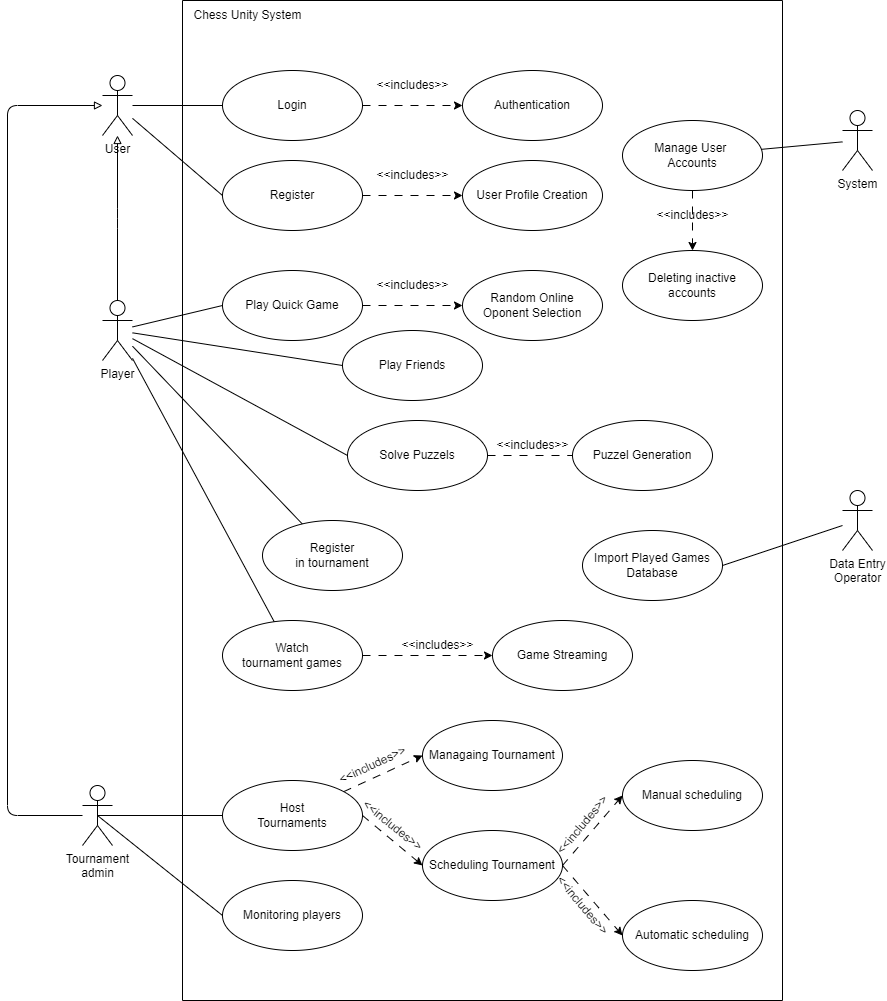 Chess Unity System
<<includes>>
Login
Authentication
User
Manage User
Accounts
System
<<includes>>
Register
User Profile Creation
<<includes>>
<<includes>>
Play Quick Game
Random Online
Oponent Selection
Deleting inactive
accounts
Player
Play Friends
<<includes>>
Solve Puzzels
Puzzel Generation
Register
in tournament
Import Played Games
Database
Data Entry
Operator
<<includes>>
Watch
tournament games
Game Streaming
<<includes>>
Managaing Tournament
Host
Tournaments
<<includes>>
<<includes>>
Manual scheduling
Tournament
admin
Scheduling Tournament
<<includes>>
Monitoring players
Automatic scheduling